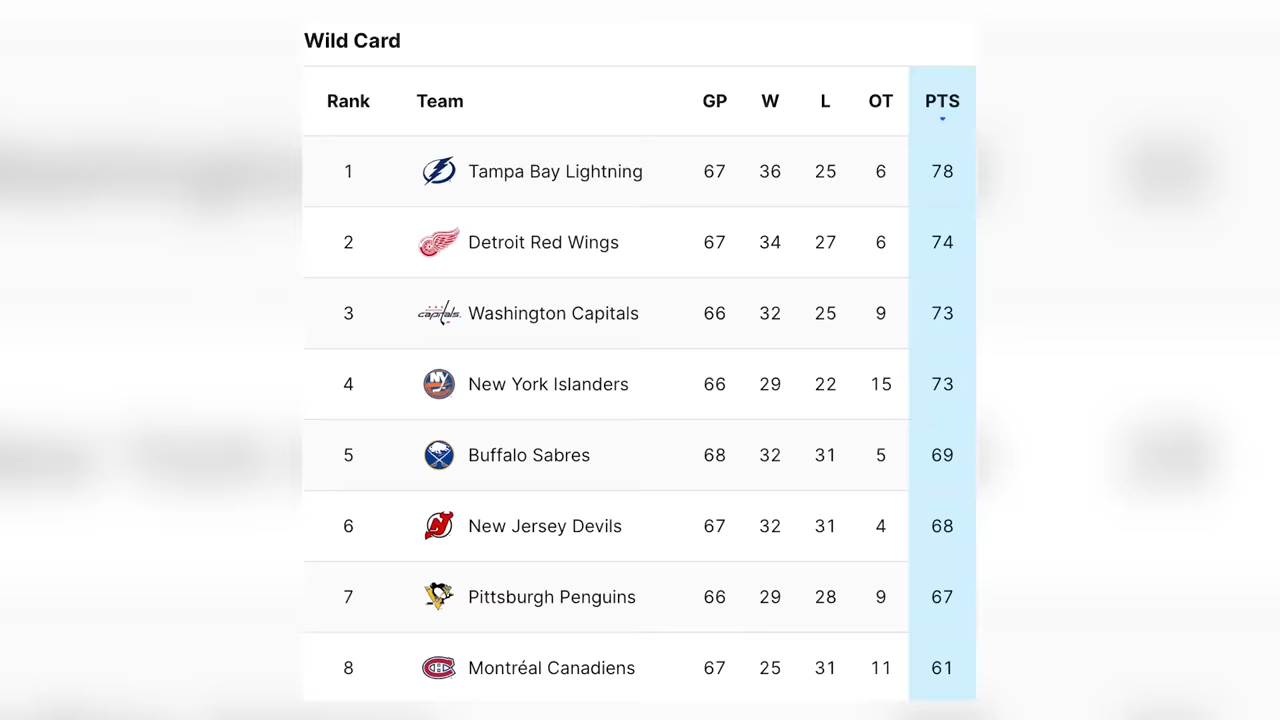 Wild Card
Rank Team GP W L OT PTS
1 Tampa Bay Lightning 67 36 25 6 78
2 Detroit Red Wings 67 34 27 6 74
3 capitals. Washington Capitals 66 32 25 9 73
4 NY New York Islanders 66 29 22 15 73
5 Buffalo Sabres 68 32 31 5 69
6 New Jersey Devils 67 32 31 4 68
7 Pittsburgh Penguins 66 29 28 9 67
8 Montréal Canadiens 67 25 31 11 61